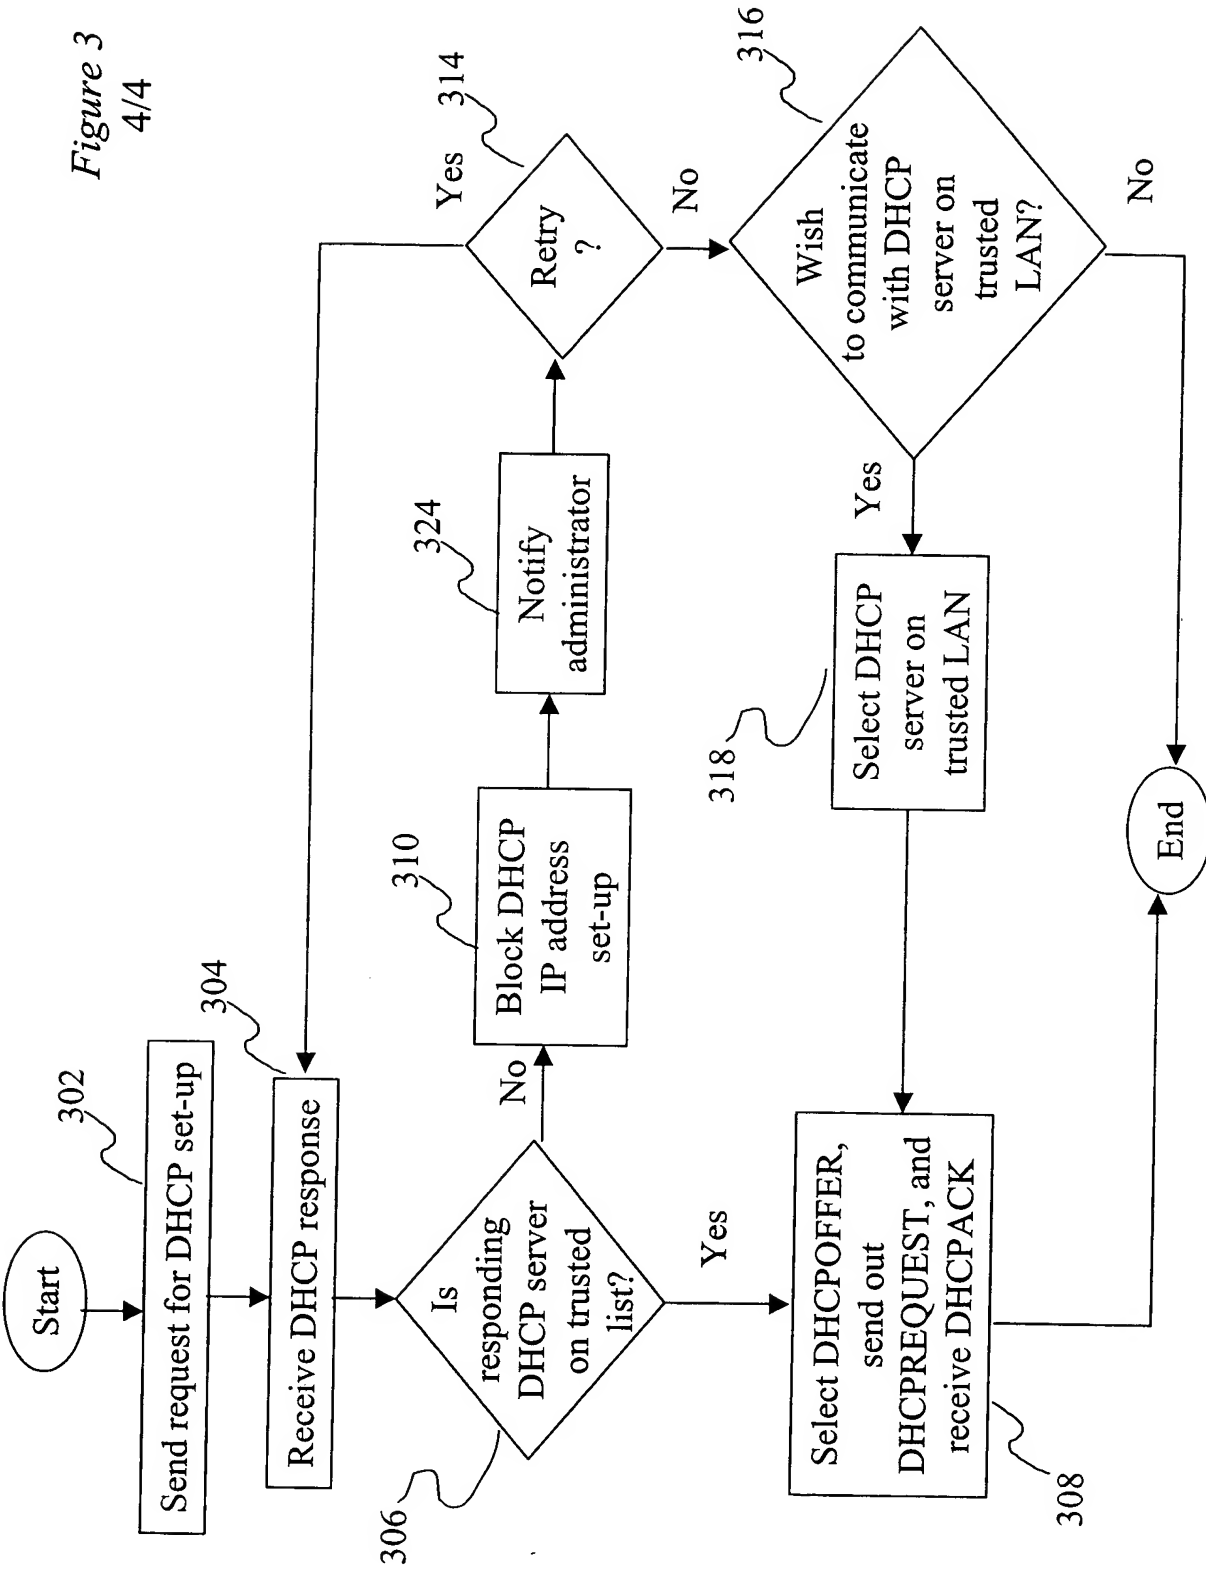 Figure 3
4/4
Start
302
Send request for DHCP set-up
304
Receive DHCP response
306
Is
responding
DHCP server
on trusted
list?
No
Yes
310
Block DHCP
IP address
set-up
324
Notify
administrator
314
Retry
?
Yes
No
316
Wish
to communicate
with DHCP
server on
trusted
LAN?
Yes
No
318
Select DHCP
server on
trusted LAN
Select DHCPOFFER,
send out
DHCPREQUEST, and
receive DHCPACK
308
End